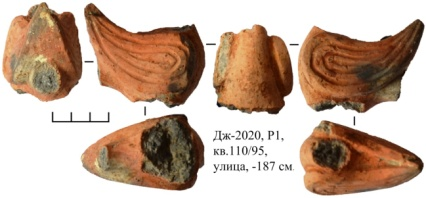 Дж-2020, Р1,
кв.110/95,
улица, -187 см.